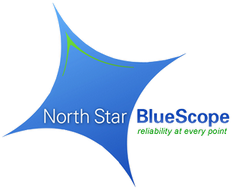 North Star BlueScope
reliability at every point